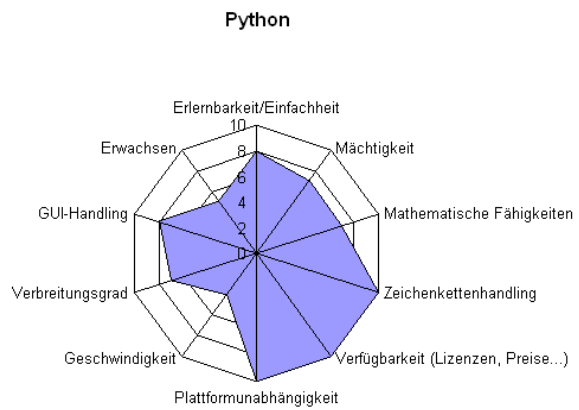 Python
Erlernbarkeit/Einfachheit
10
Erwachsen
Mächtigkeit
8
6
GUI-Handling
Mathematische Fähigkeiten
4
2
0
Verbreitungsgrad
Zeichenkettenhandling
Geschwindigkeit
Verfügbarkeit (Lizenzen, Preise...)
Plattformunabhängigkeit